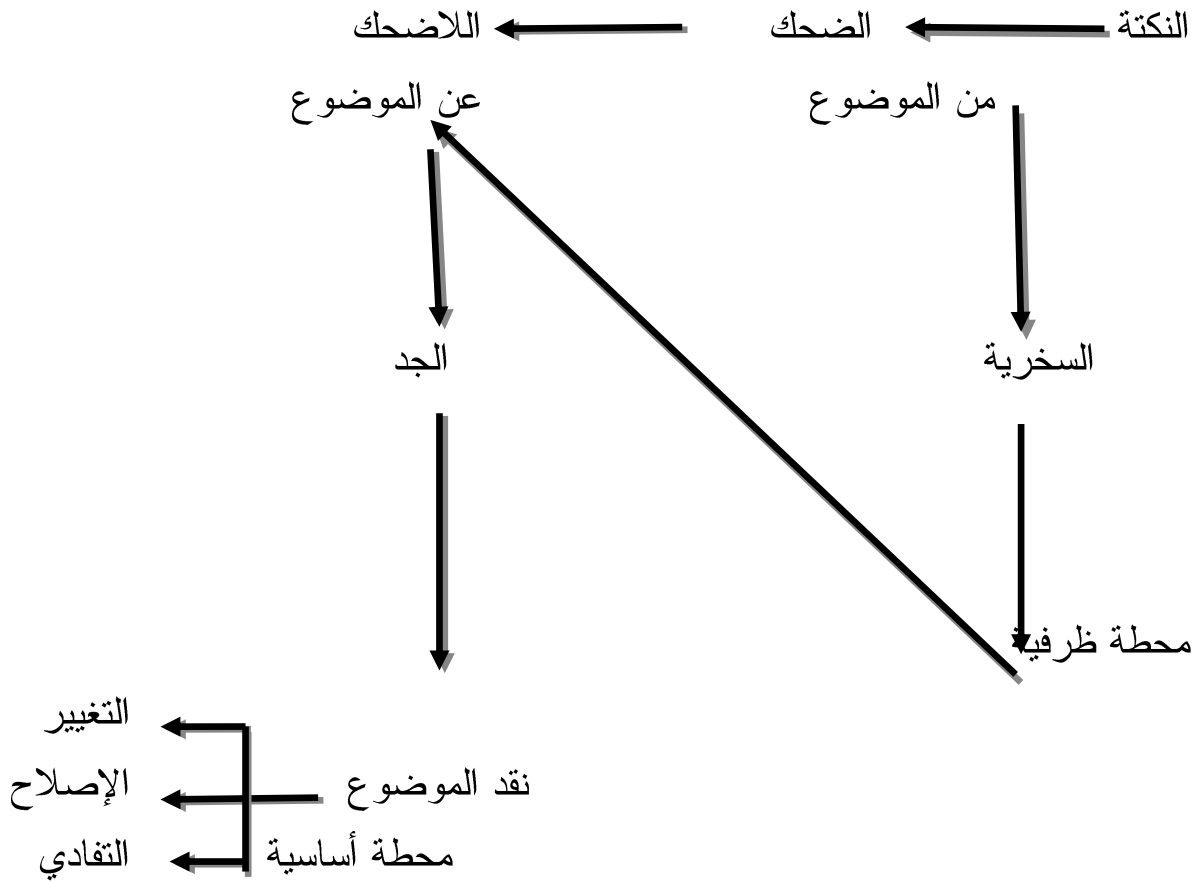 النكتة
الضحك
اللاضحك
من الموضوع
عن الموضوع
السخرية
الجد
محطة ظرفية
التغيير
نقد الموضوع
الإصلاح
محطة أساسية
التفادي